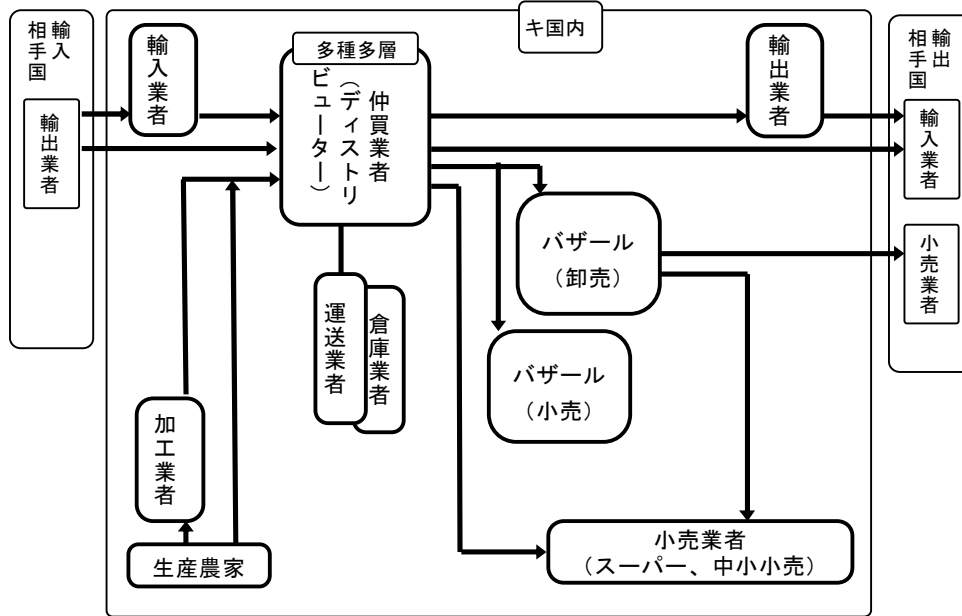 輸入
相手国
輸出業者
輸入業者
多種多層
仲買業者
（ディストリ
ビューター）
キ国内
輸出業者
輸出
相手国
輸入業者
小売業者
バザール
（卸売）
バザール
（小売）
運送業者
倉庫業者
加工業者
生産農家
小売業者
（スーパー、中小小売）